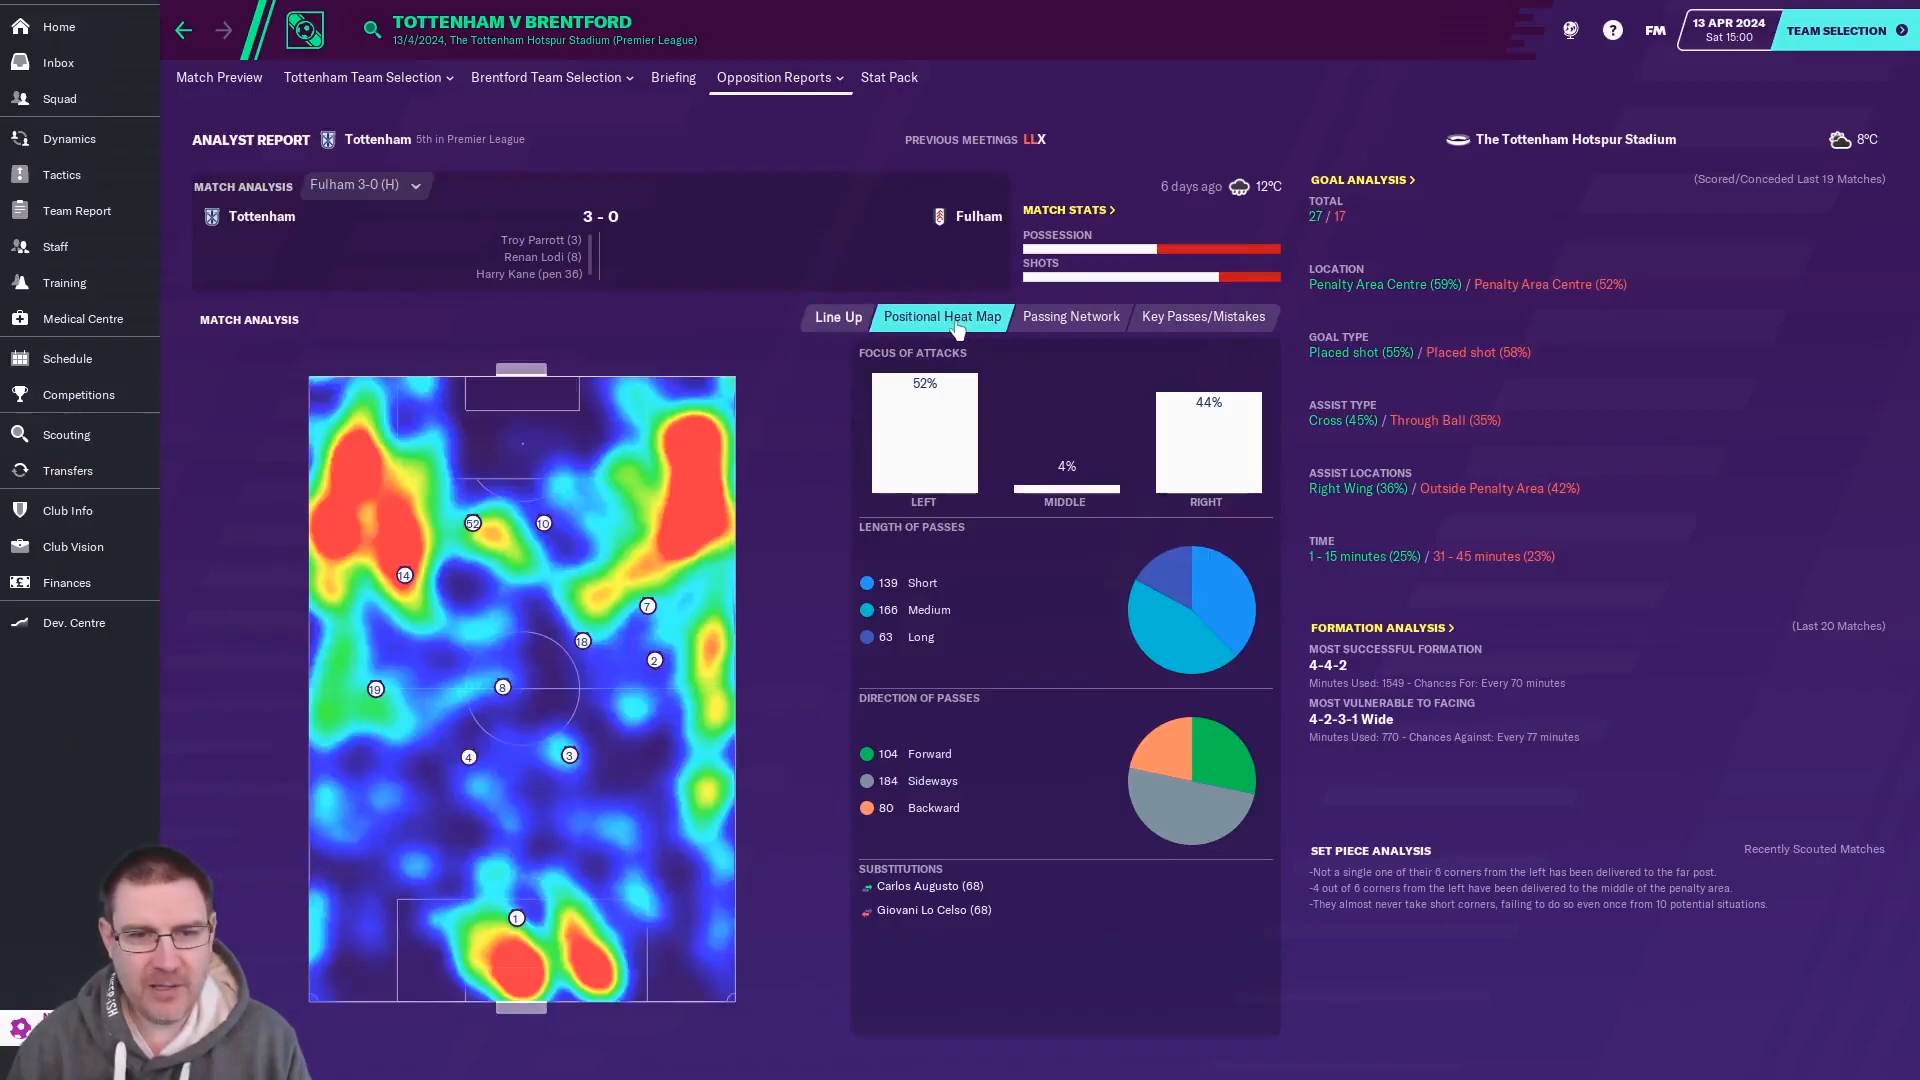 Home
Inbox
Squad
Dynamics
Tactics
Team Report
Staff
Training
Medical Centre
Schedule
Competitions
Scouting
Transfers
Club Info
Club Vision
Finances
Dev. Centre
TOTTENHAM V BRENTFORD
13/4/2024, The Tottenham Hotspur Stadium (Premier League)
? FM
13 APR 2024
Sat 15:00
TEAM SELECTION
Match Preview Tottenham Team Selection Brentford Team Selection Briefing Opposition Reports Stat Pack
ANALYST REPORT Tottenham 5th in Premier League
PREVIOUS MEETINGS LLX
The Tottenham Hotspur Stadium 8°C
MATCH ANALYSIS Fulham 3-0 (H)
6 days ago 12°C
Tottenham 3 - 0 Fulham
Troy Parrott (3)
Renan Lodi (8)
Harry Kane (pen 36)
MATCH STATS >
POSSESSION
SHOTS
MATCH ANALYSIS
Line Up Positional Heat Map Passing Network Key Passes/Mistakes
52
10
14
7
18
2
19
8
4
3
1
FOCUS OF ATTACKS
52% 4% 44%
LEFT MIDDLE RIGHT
LENGTH OF PASSES
139 Short
166 Medium
63 Long
DIRECTION OF PASSES
104 Forward
184 Sideways
80 Backward
SUBSTITUTIONS
Carlos Augusto (68)
Giovani Lo Celso (68)
GOAL ANALYSIS > (Scored/Conceded Last 19 Matches)
TOTAL
27 / 17
LOCATION
Penalty Area Centre (59%) / Penalty Area Centre (52%)
GOAL TYPE
Placed shot (55%) / Placed shot (58%)
ASSIST TYPE
Cross (45%) / Through Ball (35%)
ASSIST LOCATIONS
Right Wing (36%) / Outside Penalty Area (42%)
TIME
1 - 15 minutes (25%) / 31 - 45 minutes (23%)
FORMATION ANALYSIS > (Last 20 Matches)
MOST SUCCESSFUL FORMATION
4-4-2
Minutes Used: 1549 - Chances For: Every 70 minutes
MOST VULNERABLE TO FACING
4-2-3-1 Wide
Minutes Used: 770 - Chances Against: Every 77 minutes
SET PIECE ANALYSIS Recently Scouted Matches
-Not a single one of their 6 corners from the left has been delivered to the far post.
-4 out of 6 corners from the left have been delivered to the middle of the penalty area.
-They almost never take short corners, failing to do so even once from 10 potential situations.